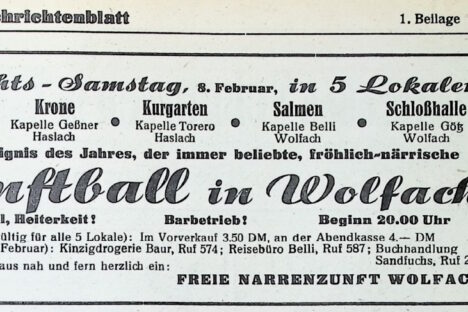 chrichtenblatt 1. Beilage
hts - Samstag, 8. Februar, in 5 Lokalen
Krone Kurgarten Salmen Schloßhalle
Kapelle Geßner Kapelle Torero Kapelle Belli Kapelle Götz
Haslach Haslach Wolfach Wolfach
ignis des Jahres, der immer beliebte, fröhlich-närrische
nftball in Wolfach
l, Heiterkeit! Barbetrieb! Beginn 20.00 Uhr
ültig für alle 5 Lokale): Im Vorverkauf 3.50 DM, an der Abendkasse 4.— DM
Februar): Kinzigdrogerie Baur, Ruf 574; Reisebüro Belli, Ruf 587; Buchhandlung
Sandfuchs, Ruf 2
aus nah und fern herzlich ein:
FREIE NARRENZUNFT WOLFAC